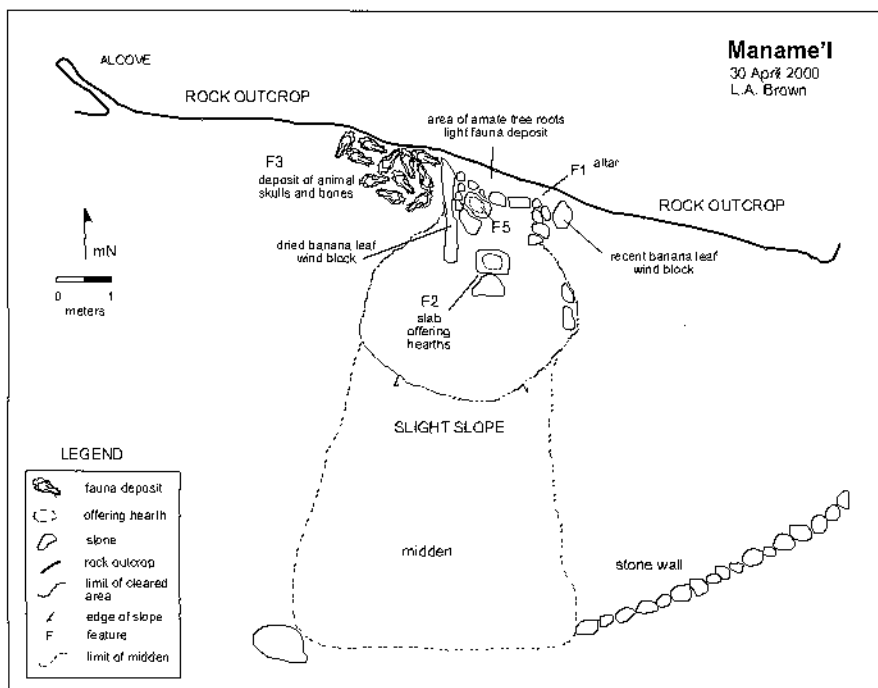 Maname'I
30 April 2000
L.A. Brown
ALCOVE
ROCK OUTCROP
area of amate tree roots
light fauna deposit
F1 altar
F3
deposit of animal
skulls and bones
ROCK OUTCROP
F5
mN
dried banana leaf
wind block
recent banana leaf
wind block
0 1
meters
F2
slab
offering
hearths
SLIGHT SLOPE
LEGEND
fauna deposit
offering hearth
stone
rock outcrop
limit of cleared
area
edge of slope
F feature
limit of midden
midden
stone wall